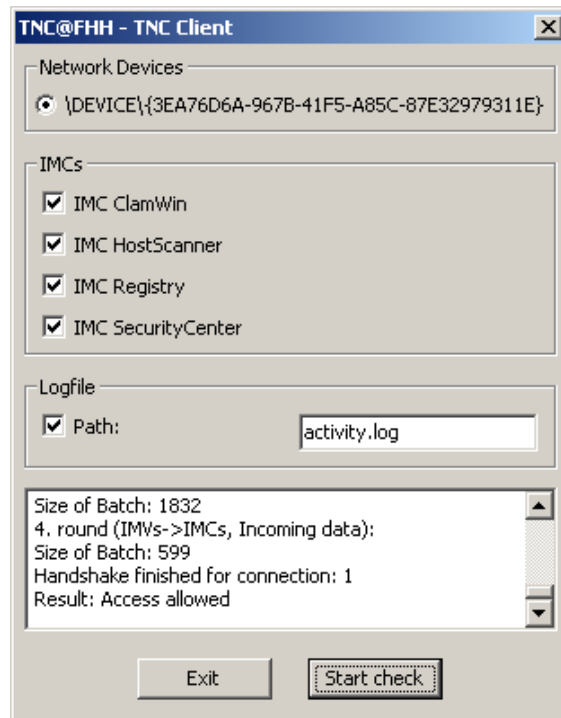 TNC@FHH - TNC Client
Network Devices
\DEVICE\{3EA76D6A-967B-41F5-A85C-87E32979311E}
IMCs
IMC ClamWin
IMC HostScanner
IMC Registry
IMC SecurityCenter
Logfile
Path: activity.log
Size of Batch: 1832
4. round (IMVs->IMCs, Incoming data):
Size of Batch: 599
Handshake finished for connection: 1
Result: Access allowed
Exit Start check